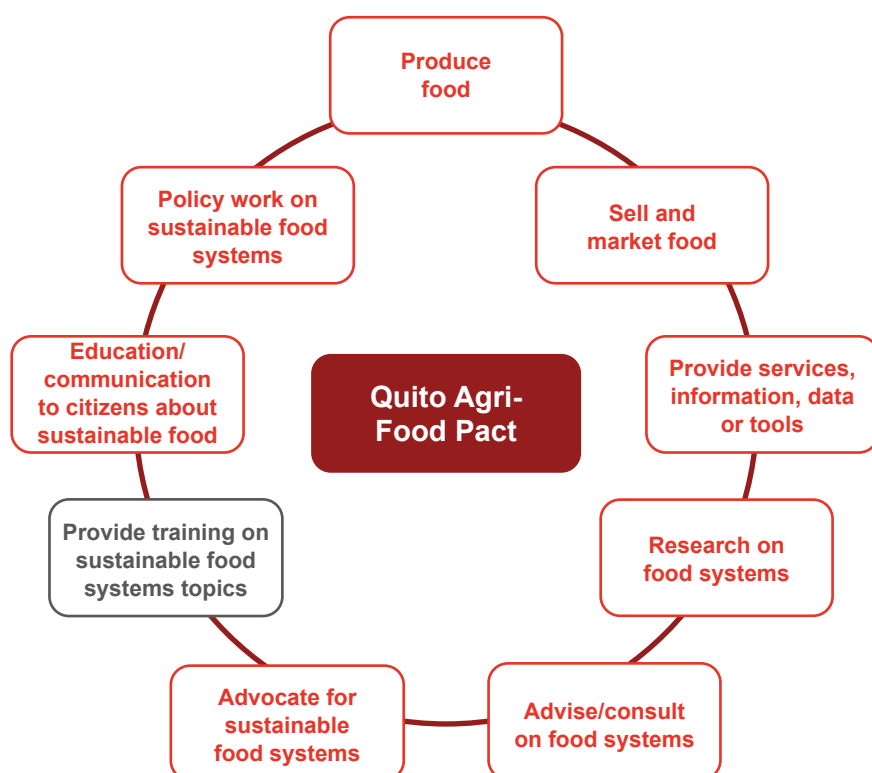 Produce
food
Policy work on
sustainable food
systems
Sell and
market food
Education/
communication
to citizens about
sustainable food
Quito Agri-
Food Pact
Provide services,
information, data
or tools
Provide training on
sustainable food
systems topics
Research on
food systems
Advocate for
sustainable
food systems
Advise/consult
on food systems